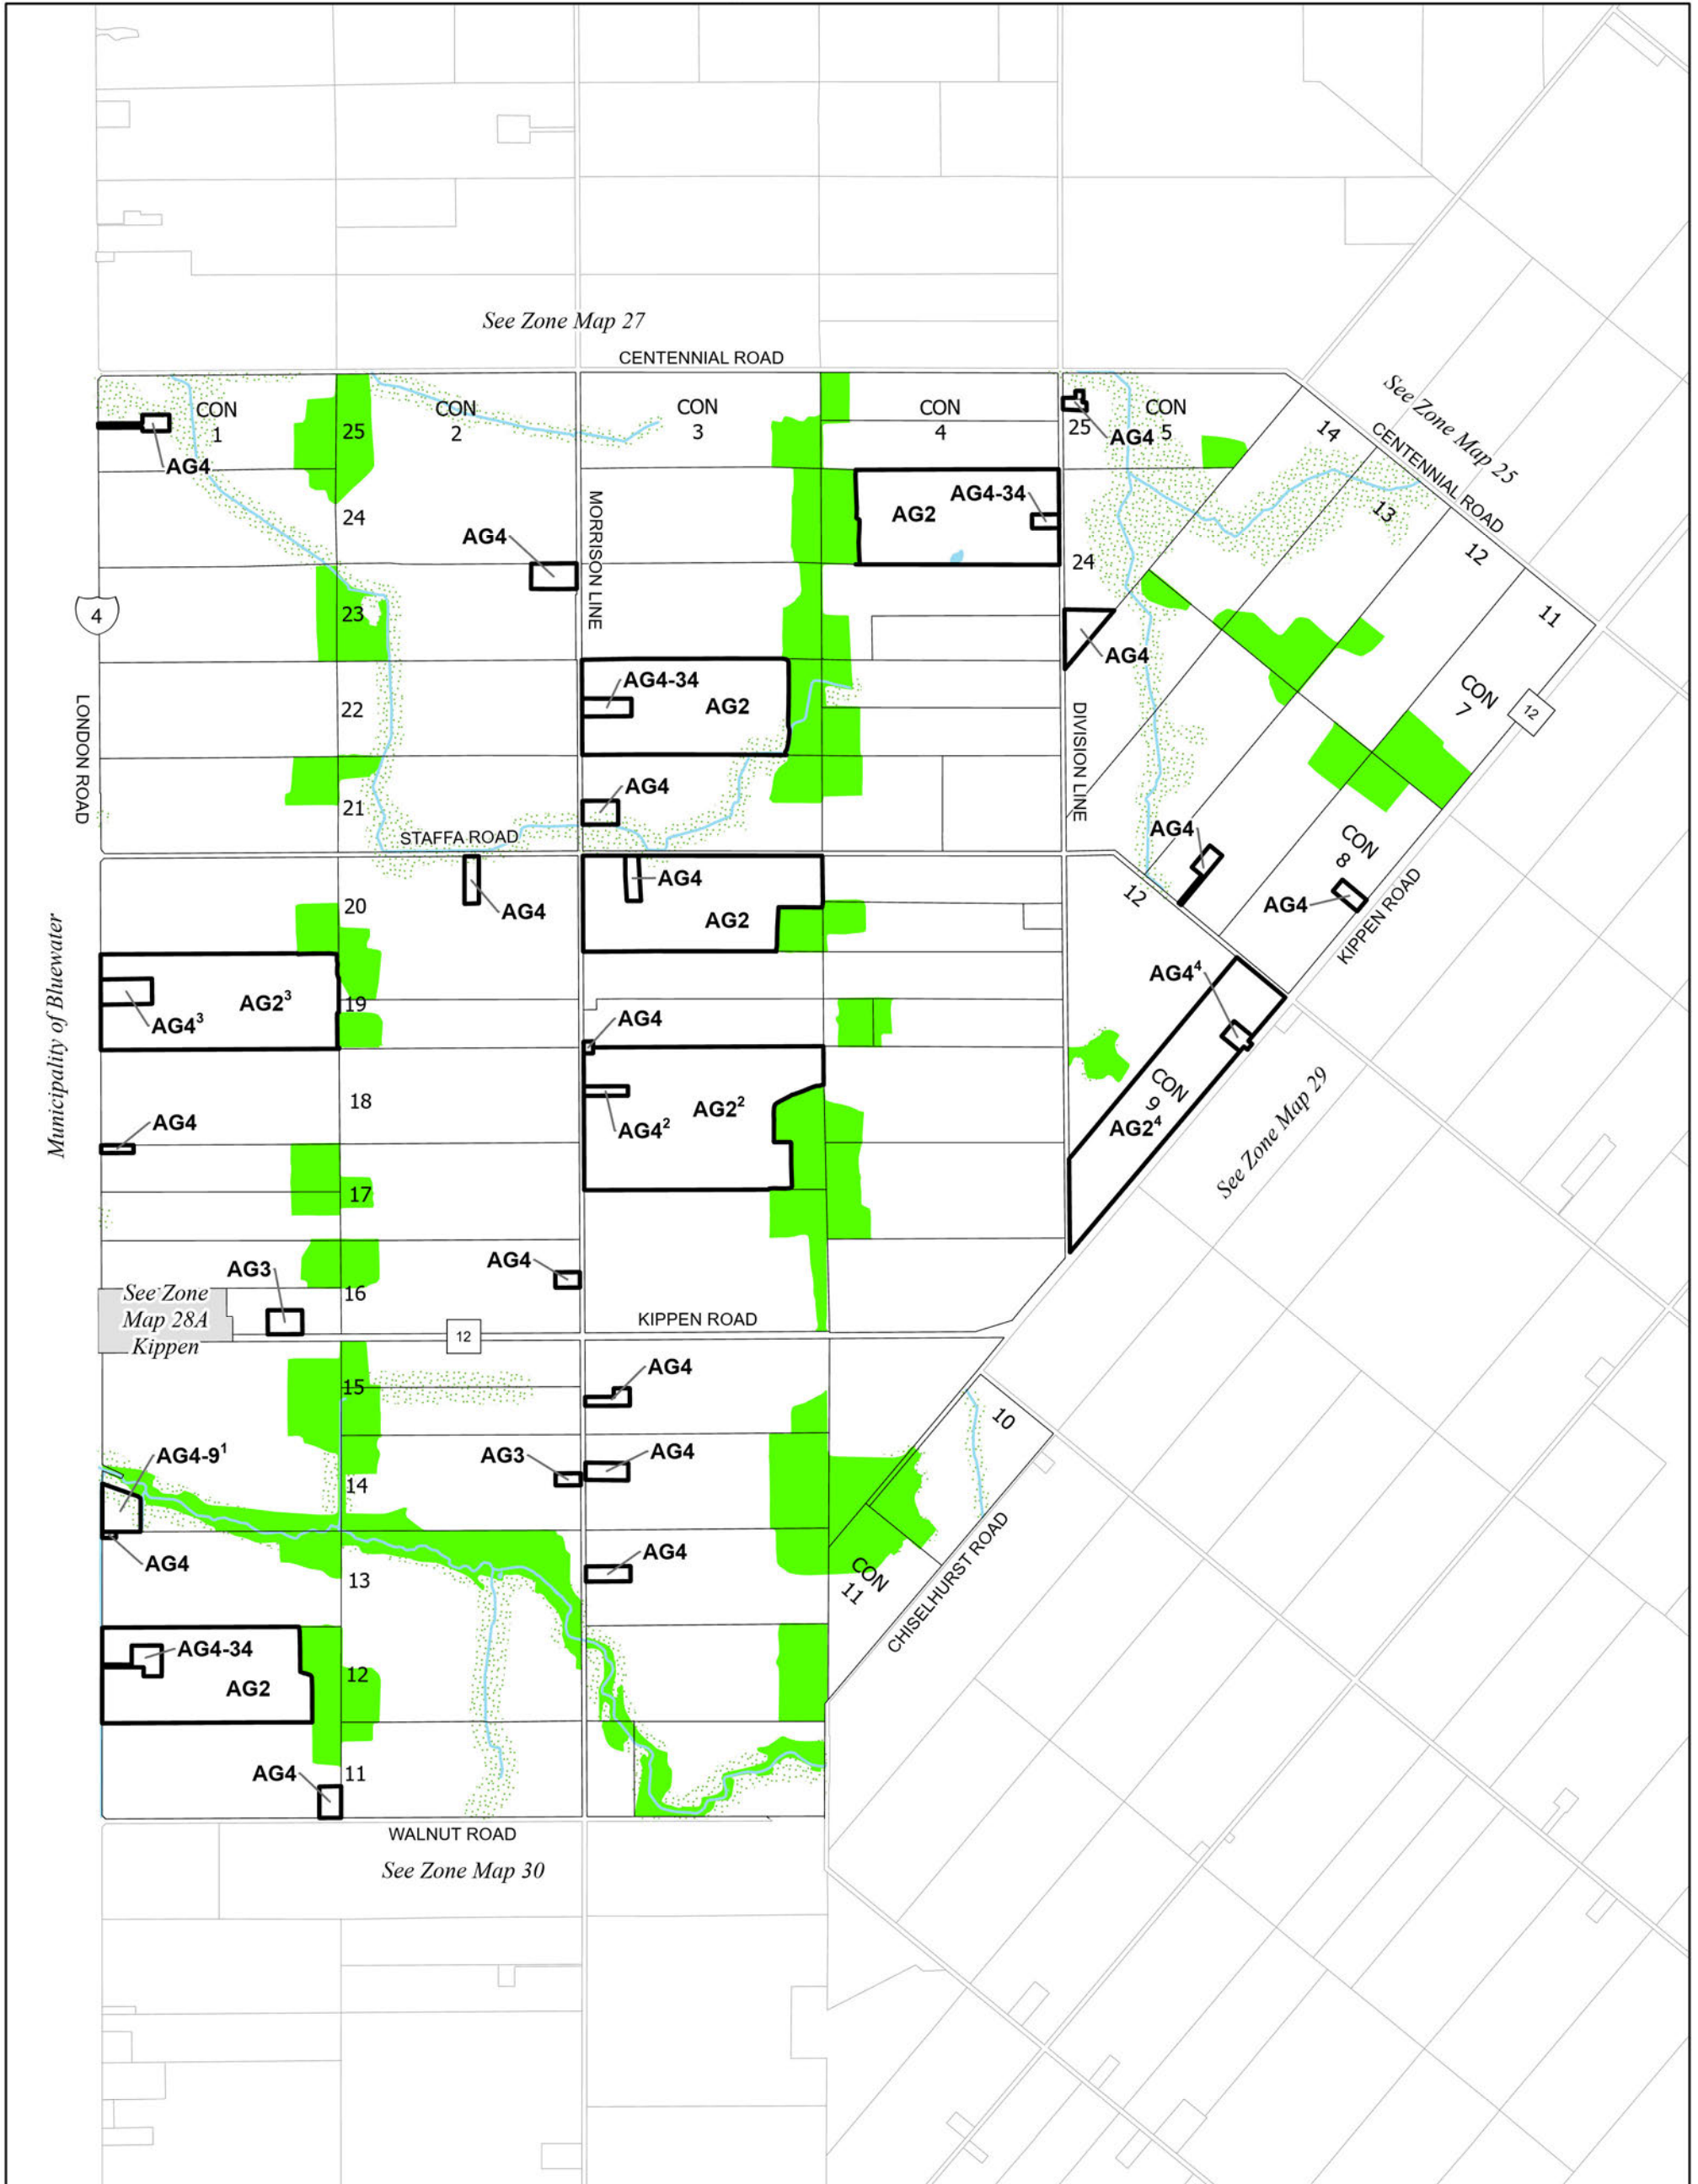 See Zone Map 27
CENTENNIAL ROAD
See Zone Map 25
CENTENNIAL ROAD
CON
1
CON
2
CON
3
CON
4
CON
5
25
25
AG4
AG4
14
13
12
11
24
AG4
MORRISON LINE
AG2
AG4-34
24
4
23
AG4
LONDON ROAD
22
AG4-34
AG2
DIVISION LINE
CON
7
12
21
AG4
STAFFA ROAD
AG4
CON
8
AG4
KIPPEN ROAD
12
20
AG4
AG4
AG2
Municipality of Bluewater
AG4³
AG2³
19
AG4
AG4⁴
CON
9
AG2⁴
See Zone Map 29
18
AG4²
AG2²
AG4
17
AG3
AG4
16
See Zone
Map 28A
Kippen
12
KIPPEN ROAD
15
AG4
10
AG4-9¹
AG3
AG4
14
AG4
AG4
13
CON
11
CHISELHURST ROAD
AG4-34
AG2
12
AG4
11
WALNUT ROAD
See Zone Map 30